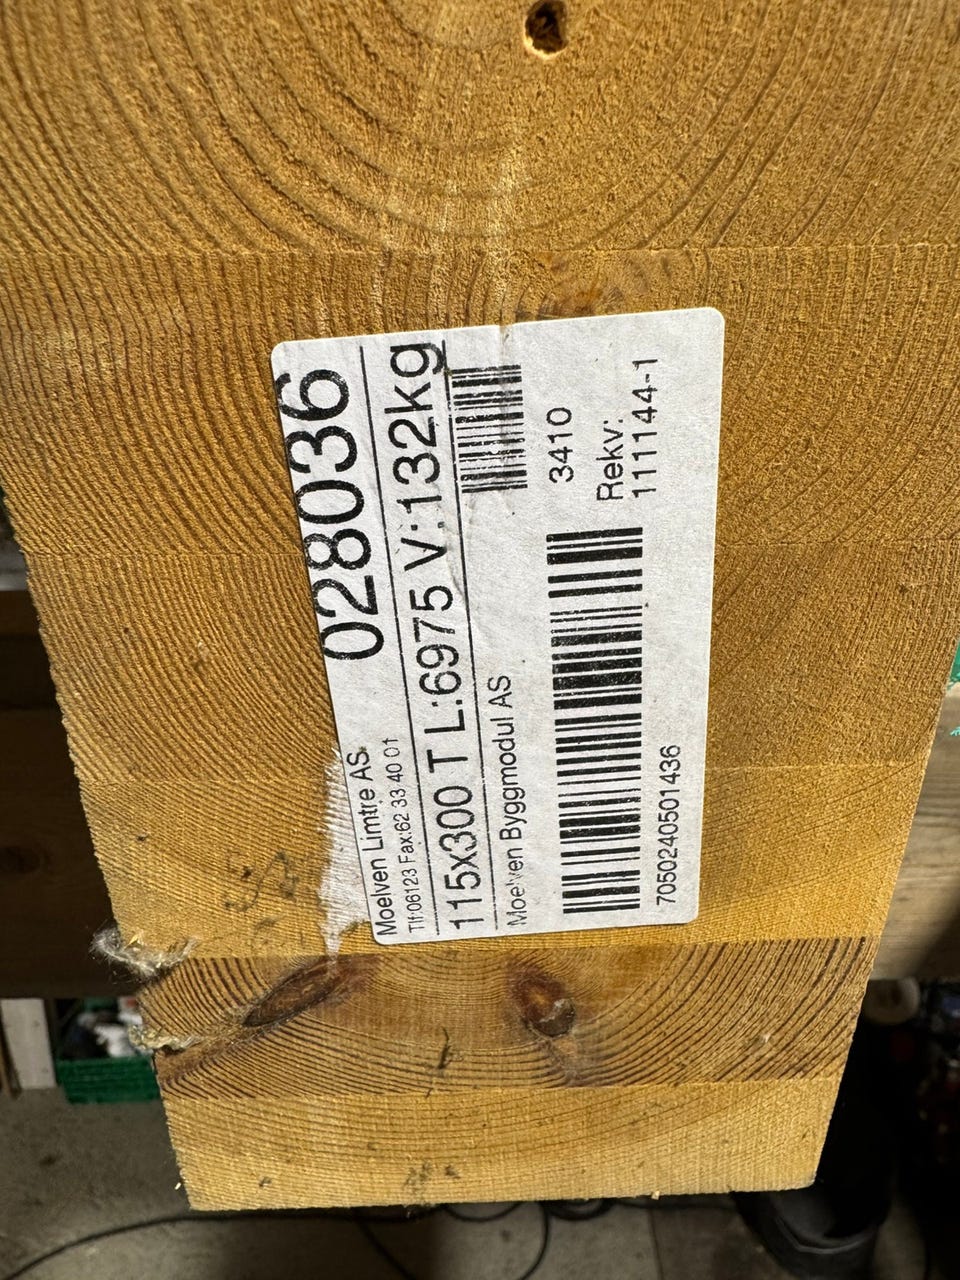 Moelven Limtre AS. 028036
Tlf:06123 Fax:62 33 40 01
115x300 T L:6975 V:132kg
Moelven Byggmodul AS
3410
Rekv:
111144-1
7050240501436